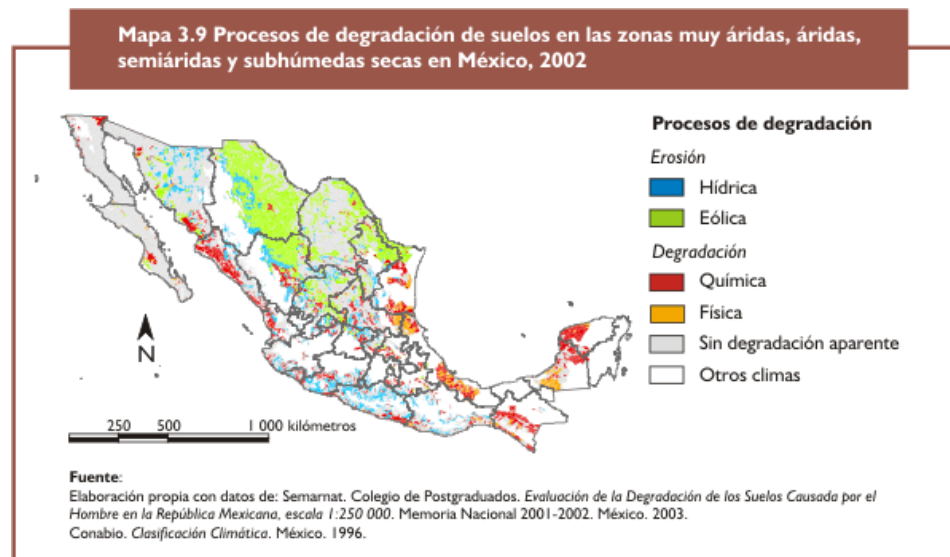 Mapa 3.9 Procesos de degradación de suelos en las zonas muy áridas, áridas,
semiáridas y subhúmedas secas en México, 2002
Procesos de degradación
Erosión
Hídrica
Eólica
Degradación
Química
Física
Sin degradación aparente
Otros climas
N
250 500 1 000 kilómetros
Fuente:
Elaboración propia con datos de: Semarnat. Colegio de Postgraduados. Evaluación de la Degradación de los Suelos Causada por el
Hombre en la República Mexicana, escala 1:250 000. Memoria Nacional 2001-2002. México. 2003.
Conabio. Clasificación Climática. México. 1996.